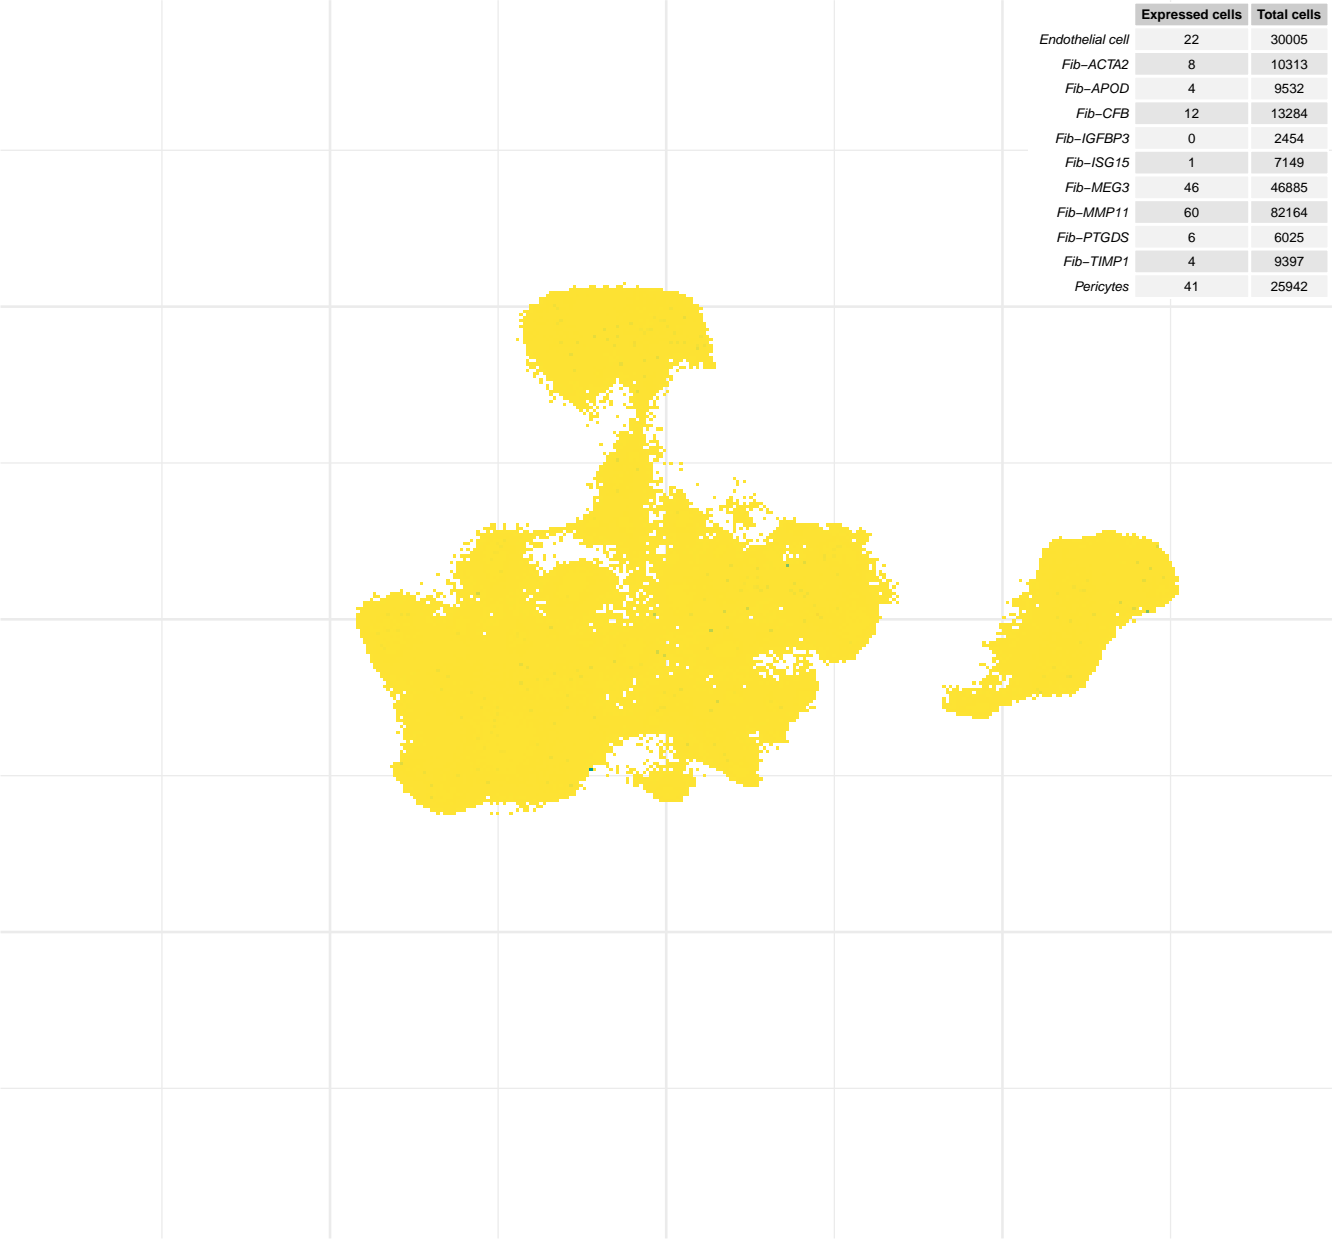 Expressed cells Total cells
Endothelial cell 22 30005
Fib−ACTA2 8 10313
Fib−APOD 4 9532
Fib−CFB 12 13284
Fib−IGFBP3 0 2454
Fib−ISG15 1 7149
Fib−MEG3 46 46885
Fib−MMP11 60 82164
Fib−PTGDS 6 6025
Fib−TIMP1 4 9397
Pericytes 41 25942